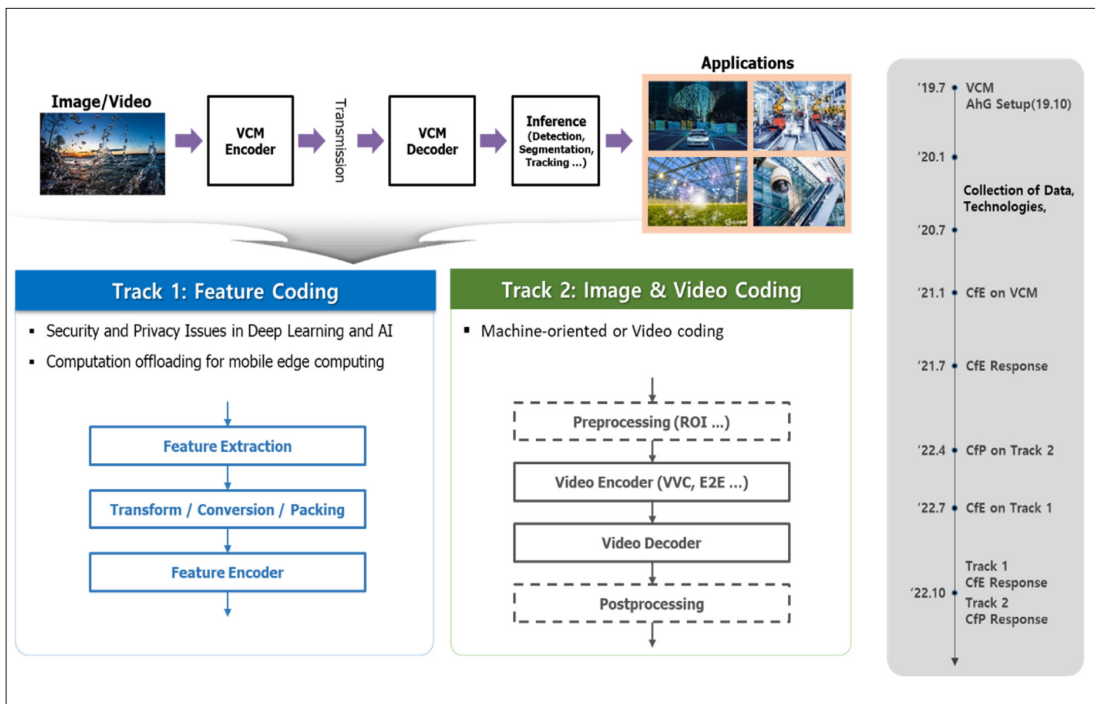 Image/Video
VCM
Encoder
Transmission
VCM
Decoder
Inference
(Detection,
Segmentation,
Tracking ...)
Applications
Track 1: Feature Coding
▪ Security and Privacy Issues in Deep Learning and AI
▪ Computation offloading for mobile edge computing
Feature Extraction
Transform / Conversion / Packing
Feature Encoder
Track 2: Image & Video Coding
▪ Machine-oriented or Video coding
Preprocessing (ROI ...)
Video Encoder (VVC, E2E ...)
Video Decoder
Postprocessing
'19.7 VCM
AhG Setup(19.10)
'20.1
Collection of Data,
Technologies,
'20.7
'21.1 CfE on VCM
'21.7 CfE Response
'22.4 CfP on Track 2
'22.7 CfE on Track 1
Track 1
CfE Response
'22.10
Track 2
CfP Response